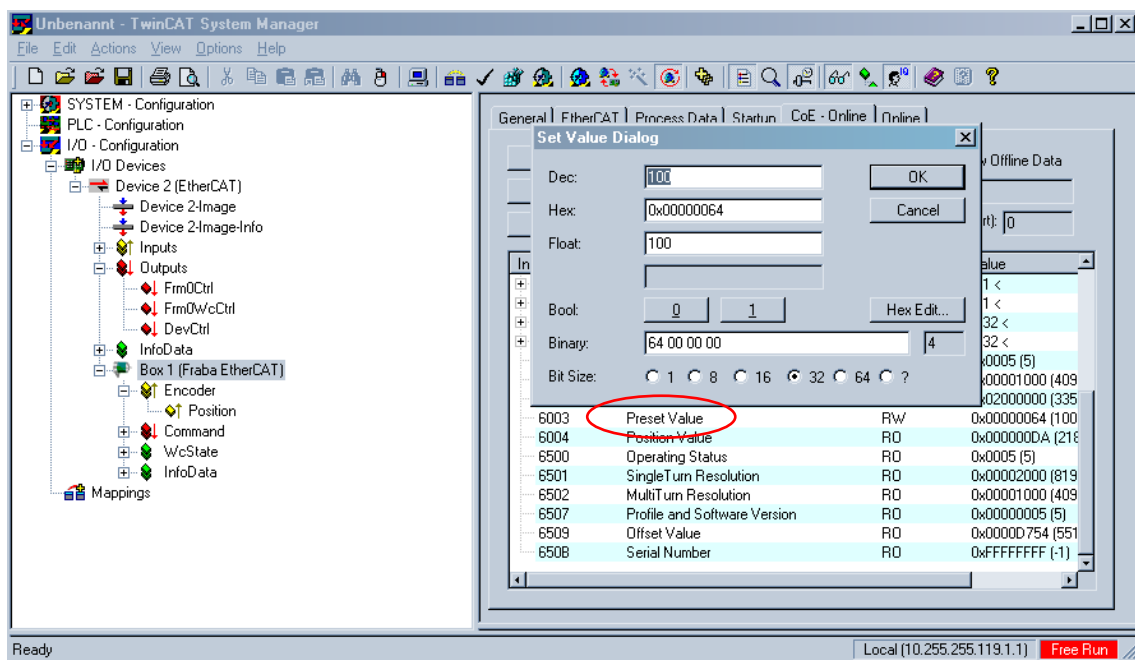 Unbenannt - TwinCAT System Manager
File Edit Actions View Options Help
SYSTEM - Configuration
PLC - Configuration
I/O - Configuration
I/O Devices
Device 2 (EtherCAT)
Device 2-Image
Device 2-Image-Info
Inputs
Outputs
Frm0Ctrl
Frm0WcCtrl
DevCtrl
InfoData
Box 1 (Fraba EtherCAT)
Encoder
Position
Command
WcState
InfoData
Mappings
General EtherCAT Process Data Startup CoE - Online Online
Offline Data
0
Set Value Dialog
Dec: 100 OK
Hex: 0x00000064 Cancel
Float: 100
Bool: 0 1 Hex Edit...
Binary: 64 00 00 00 4
Bit Size: 1 8 16 32 64 ?
In alue
1 <
1 <
32 <
32 <
x0005 (5)
x00001000 (409
x02000000 (335
6003 Preset Value RW 0x00000064 (100
6004 Position Value RO 0x000000DA (218
6500 Operating Status RO 0x0005 (5)
6501 SingleTurn Resolution RO 0x00002000 (819
6502 MultiTurn Resolution RO 0x00001000 (409
6507 Profile and Software Version RO 0x00000005 (5)
6509 Offset Value RO 0x0000D754 (551
650B Serial Number RO 0xFFFFFFFF (-1)
Ready Local (10.255.255.119.1.1) Free Run